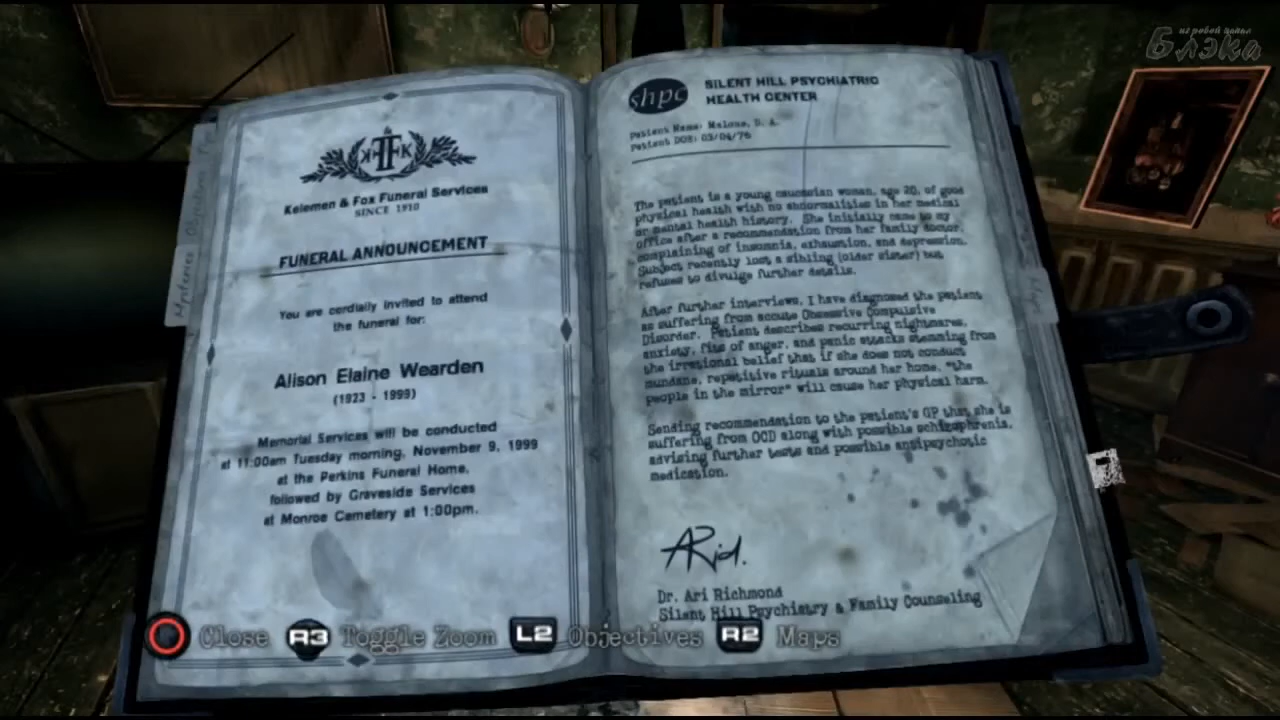 игровой канал
Блэка
Mysteries
Objectives
K&FFK
Kelemen & Fox Funeral Services
SINCE 1910
FUNERAL ANNOUNCEMENT
You are cordially invited to attend
the funeral for:
Alison Elaine Wearden
(1923 - 1999)
Memorial Services will be conducted
at 11:00am Tuesday morning, November 9, 1999
at the Perkins Funeral Home,
followed by Graveside Services
at Monroe Cemetery at 1:00pm.
shpc
SILENT HILL PSYCHIATRIC
HEALTH CENTER
Patient Name: Malone, D. A.
Patient DOB: 03/04/76
The patient is a young caucasian woman, age 20, of good
physical health with no abnormalities in her medical
or mental health history. She initially came to my
office after a recommendation from her family doctor,
complaining of insomnia, exhaustion, and depression.
Subject recently lost a sibling (older sister) but
refuses to divulge further details.
After further interviews, I have diagnosed the patient
as suffering from accute Obsessive Compulsive
Disorder. Patient describes recurring nightmares,
anxiety, fits of anger, and panic attacks stemming from
the irrational belief that if she does not conduct
mundane, repetitive rituals around her home, "the
people in the mirror" will cause her physical harm.
Sending recommendation to the patient's GP that she is
suffering from OCD along with possible schizophrenia,
advising further tests and possible antipsychotic
medication.
Dr. Ari Richmond
Silent Hill Psychiatry & Family Counseling
Close R3 Toggle Zoom L2 Objectives R2 Maps